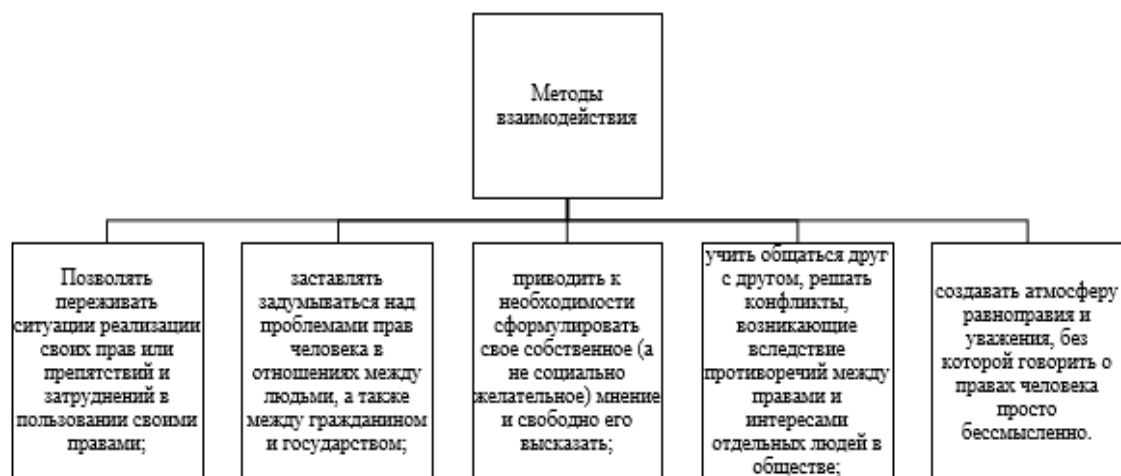 Методы
взаимодействия
Позволять
переживать
ситуации реализации
своих прав или
препятствий и
затруднений в
пользовании своими
правами;
заставлять
задумываться над
проблемами прав
человека в
отношениях между
людьми, а также
между гражданином
и государством;
приводить к
необходимости
сформулировать
свое собственное (а
не социально
желательное) мнение
и свободно его
высказать;
учить общаться друг
с другом, решать
конфликты,
возникающие
вследствие
противоречий между
правами и
интересами
отдельных людей в
обществе;
создавать атмосферу
равноправия и
уважения, без
которой говорить о
правах человека
просто
бессмысленно.